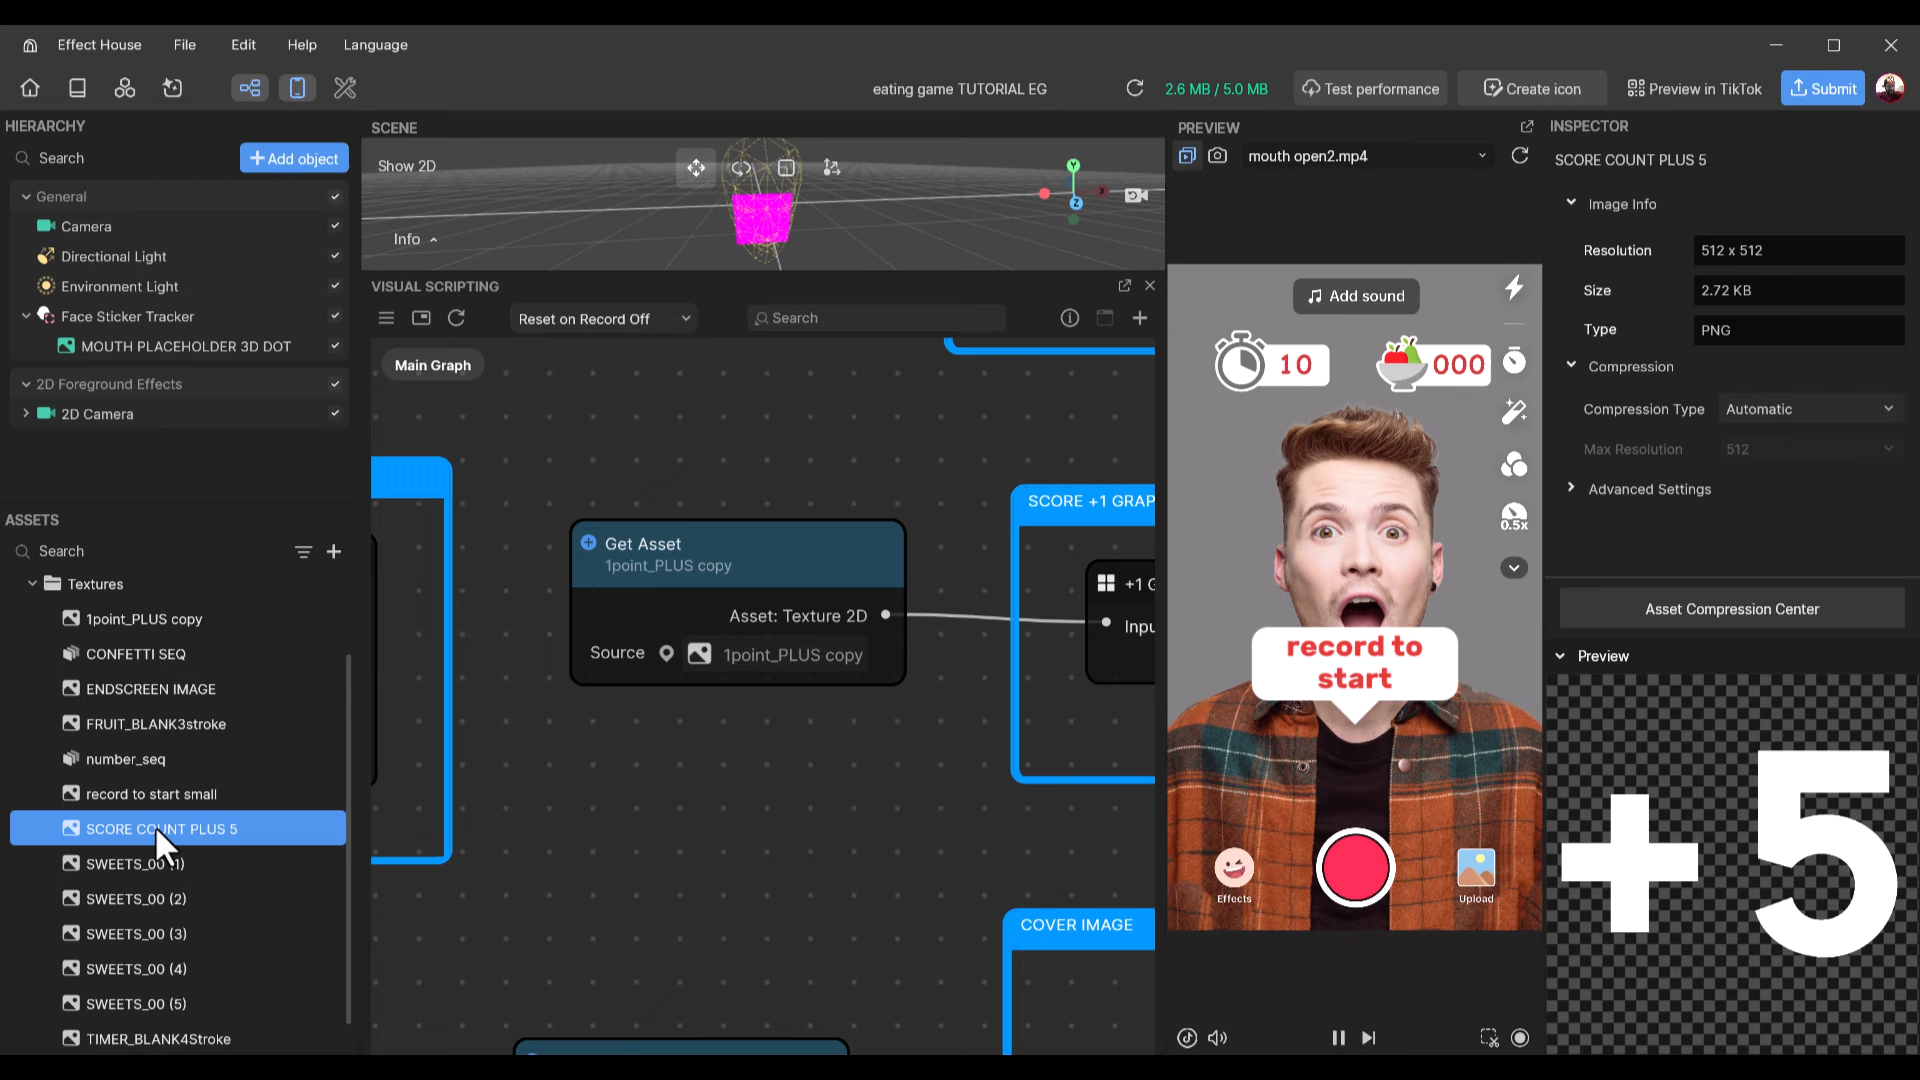 Effect House
File
Edit
Help
Language
eating game TUTORIAL EG
2.6 MB / 5.0 MB
Test performance
Create icon
Preview in TikTok
Submit
HIERARCHY
Search
Add object
General
Camera
Directional Light
Environment Light
Face Sticker Tracker
MOUTH PLACEHOLDER 3D DOT
2D Foreground Effects
2D Camera
ASSETS
Search
Textures
1point_PLUS copy
CONFETTI SEQ
ENDSCREEN IMAGE
FRUIT_BLANK3stroke
number_seq
record to start small
SCORE COUNT PLUS 5
SWEETS_00 (1)
SWEETS_00 (2)
SWEETS_00 (3)
SWEETS_00 (4)
SWEETS_00 (5)
TIMER_BLANK4Stroke
SCENE
Show 2D
Info
Y
X
Z
VISUAL SCRIPTING
Reset on Record Off
Search
Main Graph
Get Asset
1point_PLUS copy
Asset: Texture 2D
Source
1point_PLUS copy
SCORE +1 GRAP
+1 G
Inpu
COVER IMAGE
PREVIEW
mouth open2.mp4
Add sound
10
000
0.5x
record to
start
Effects
Upload
INSPECTOR
SCORE COUNT PLUS 5
Image Info
Resolution
512 x 512
Size
2.72 KB
Type
PNG
Compression
Compression Type
Automatic
Max Resolution
512
Advanced Settings
Asset Compression Center
Preview
+5